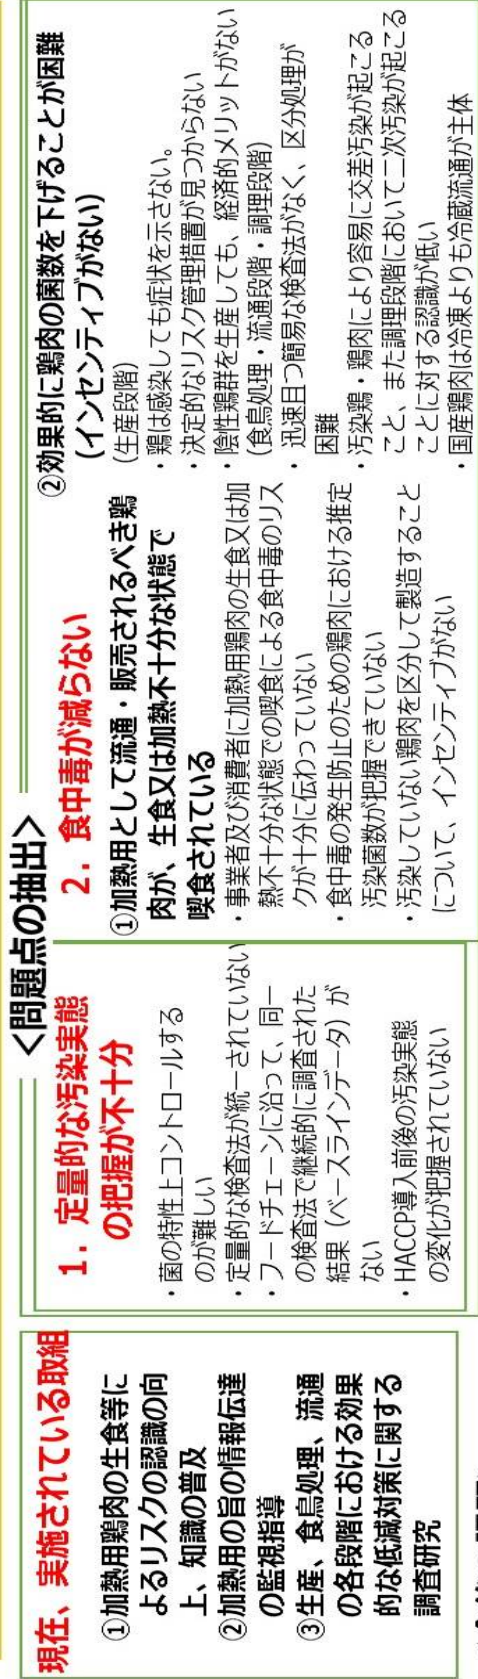 現在、実施されている取組
①加熱用鶏肉の生食等に
よるリスクの認識の向
上、知識の普及
②加熱用の旨の情報伝達
の監視指導
③生産、食鳥処理、流通
の各段階における効果
的な低減対策に関する
調査研究
<問題点の抽出>
1．定量的な汚染実態
の把握が不十分
・菌の特性上コントロールする
のが難しい
・定量的な検査法が統一されていない
・フードチェーンに沿って、同一
の検査法で継続的に調査された
結果（ベースラインデータ）が
ない
・HACCP導入前後の汚染実態
の変化が把握されていない
2．食中毒が減らない
①加熱用として流通・販売されるべき鶏
肉が、生食又は加熱不十分な状態で
喫食されている
・事業者及び消費者に加熱用鶏肉の生食又は加
熱不十分な状態での喫食による食中毒のリス
クが十分に伝わっていない
・食中毒の発生防止のための鶏肉における推定
汚染菌数が把握できていない
・汚染していない鶏肉を区分して製造すること
について、インセンティブがない
②効果的に鶏肉の菌数を下げることが困難
(インセンティブがない)
(生産段階)
・鶏は感染しても症状を示さない。
・決定的なリスク管理措置が見つからない
・陰性鶏群を生産しても、経済的メリットがない
(食鳥処理・流通段階・調理段階)
・迅速且つ簡易な検査法がなく、区分処理が
困難
・汚染鶏・鶏肉により容易に交差汚染が起こる
こと、また調理段階において二次汚染が起こる
ことに対する認識が低い
・国産鶏肉は冷凍よりも冷蔵流通が主体